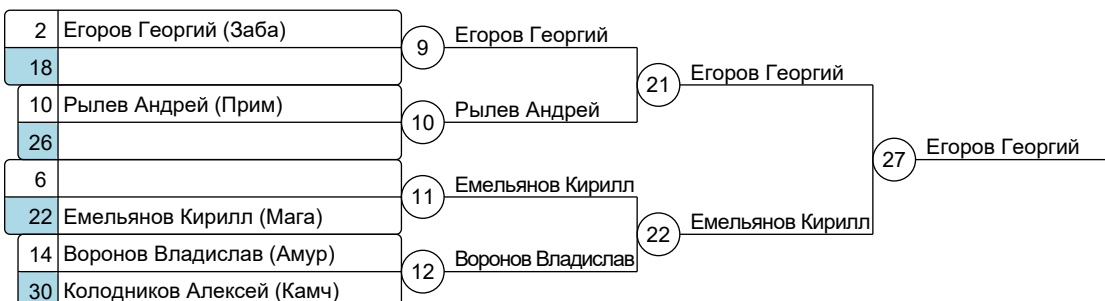 2 Егоров Георгий (Заба)
9 Егоров Георгий
18
21 Егоров Георгий
10 Рылев Андрей (Прим)
10 Рылев Андрей
26
27 Егоров Георгий
6
11 Емельянов Кирилл
22 Емельянов Кирилл (Мага)
22 Емельянов Кирилл
14 Воронов Владислав (Амур)
12 Воронов Владислав
30 Колодников Алексей (Камч)